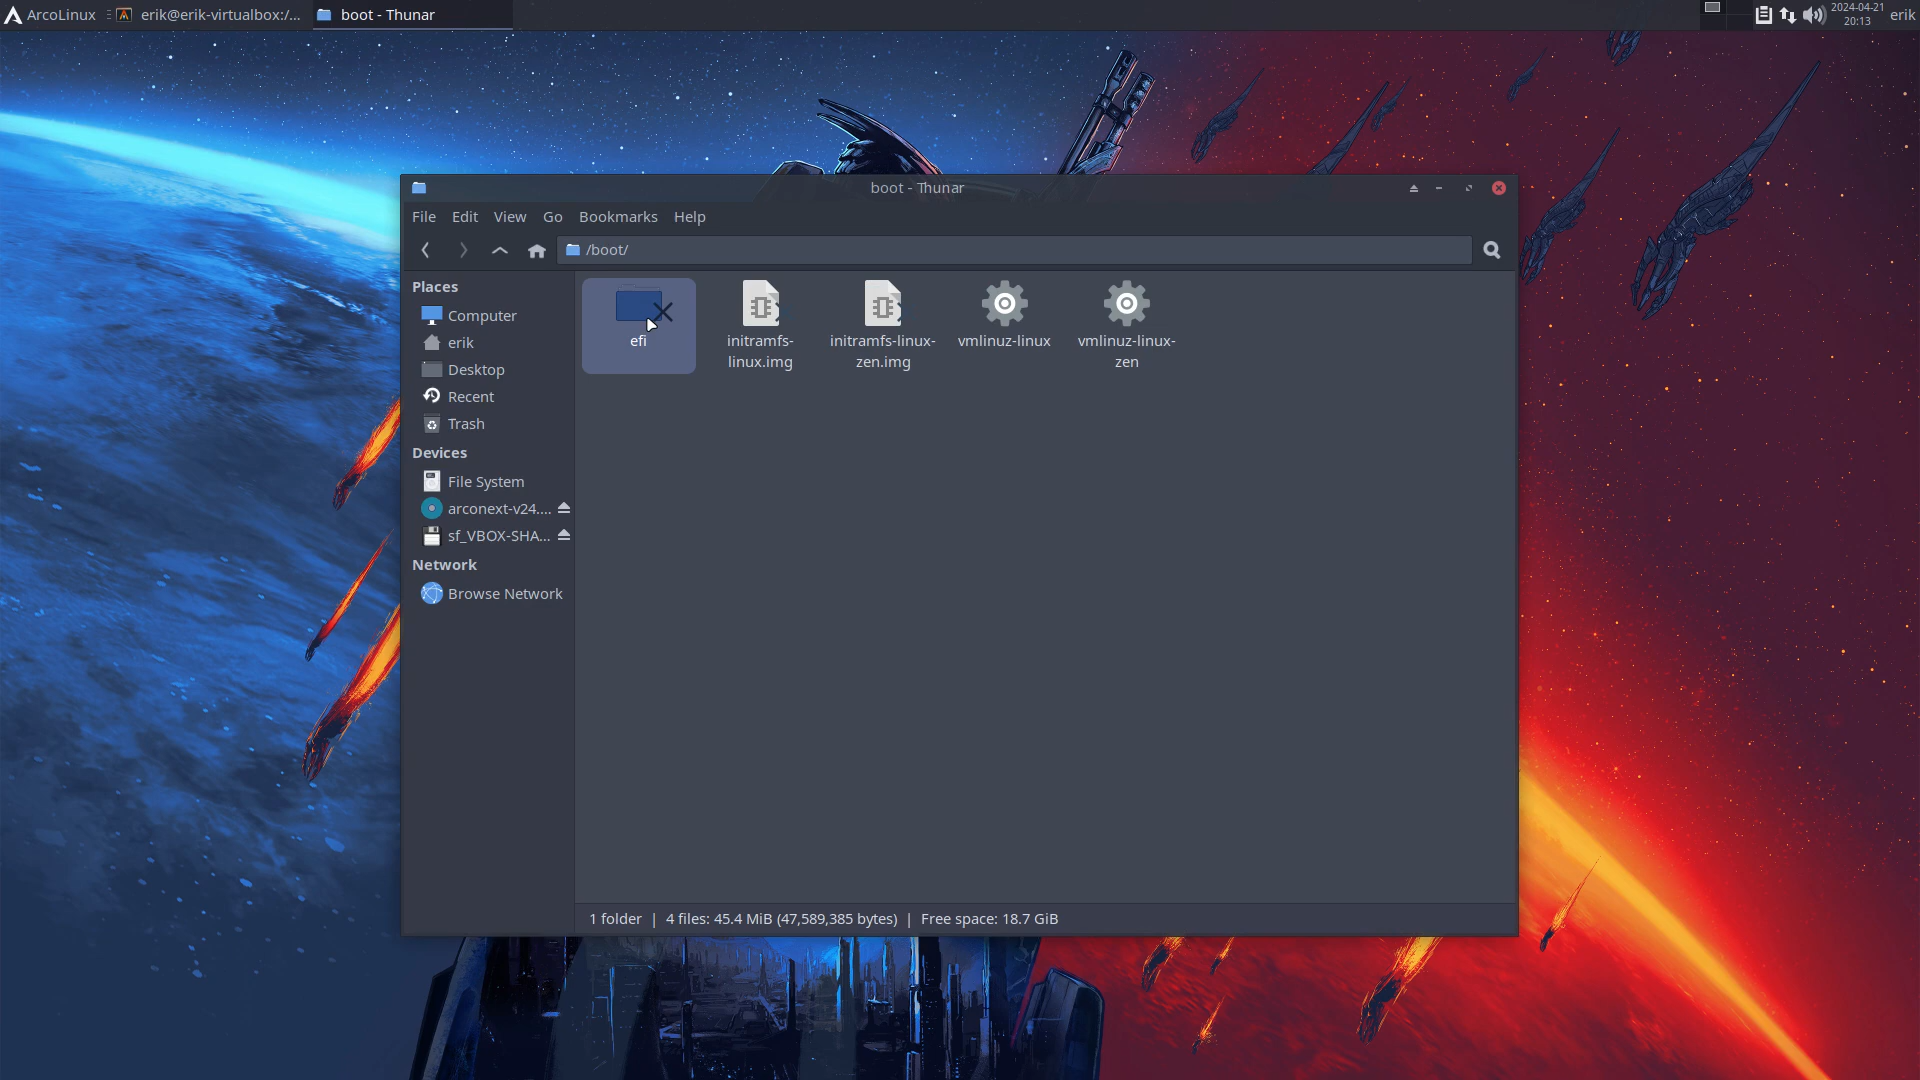 ArcoLinux
erik@erik-virtualbox:/...
boot - Thunar
2024-04-21
20:13
erik
boot - Thunar
File Edit View Go Bookmarks Help
/boot/
Places
Computer
erik
Desktop
Recent
Trash
Devices
File System
arconext-v24....
sf_VBOX-SHA...
Network
Browse Network
efi
initramfs-
linux.img
initramfs-linux-
zen.img
vmlinuz-linux
vmlinuz-linux-
zen
1 folder | 4 files: 45.4 MiB (47,589,385 bytes) | Free space: 18.7 GiB